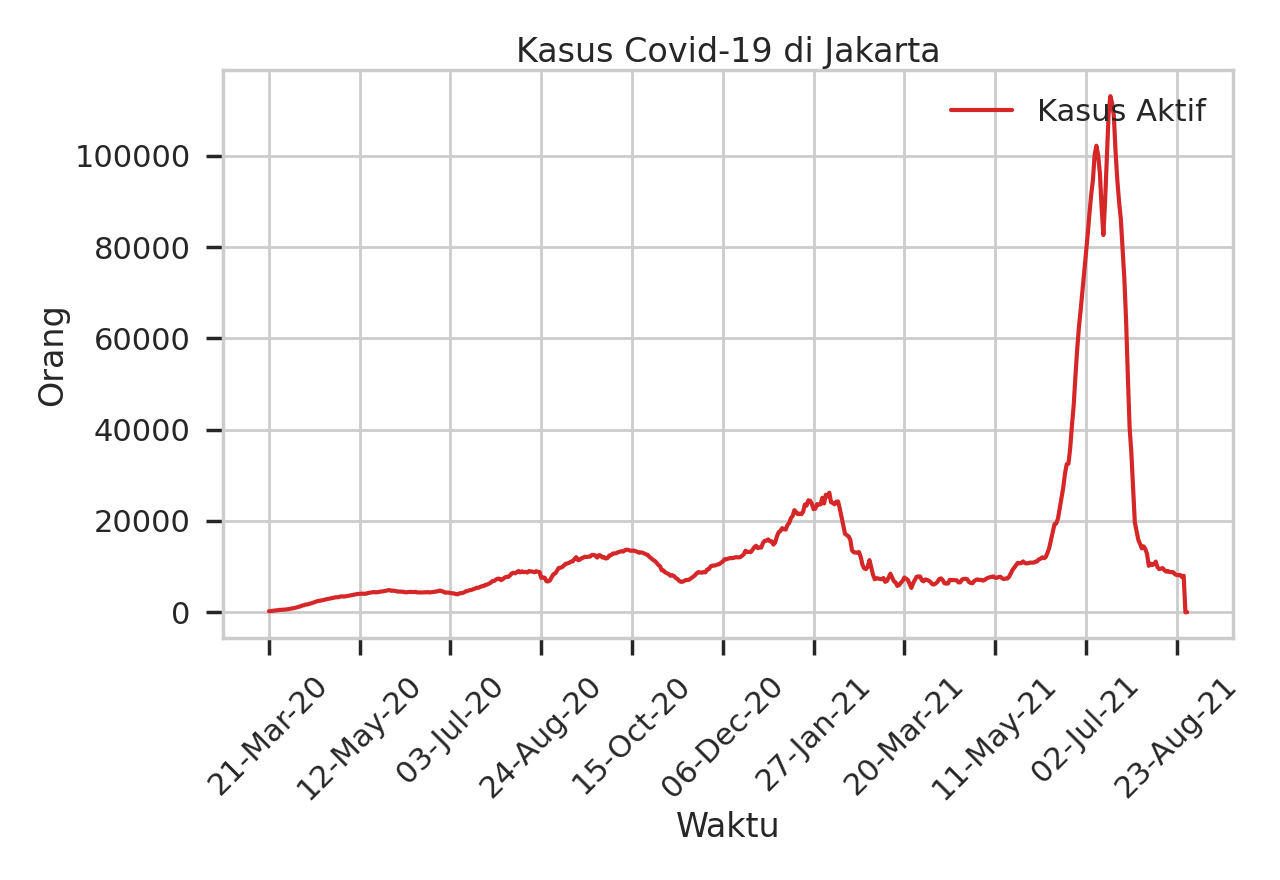 Kasus Covid-19 di Jakarta
Kasus Aktif
Orang
100000
80000
60000
40000
20000
0
21-Mar-20
12-May-20
03-Jul-20
24-Aug-20
15-Oct-20
06-Dec-20
27-Jan-21
20-Mar-21
11-May-21
02-Jul-21
23-Aug-21
Waktu